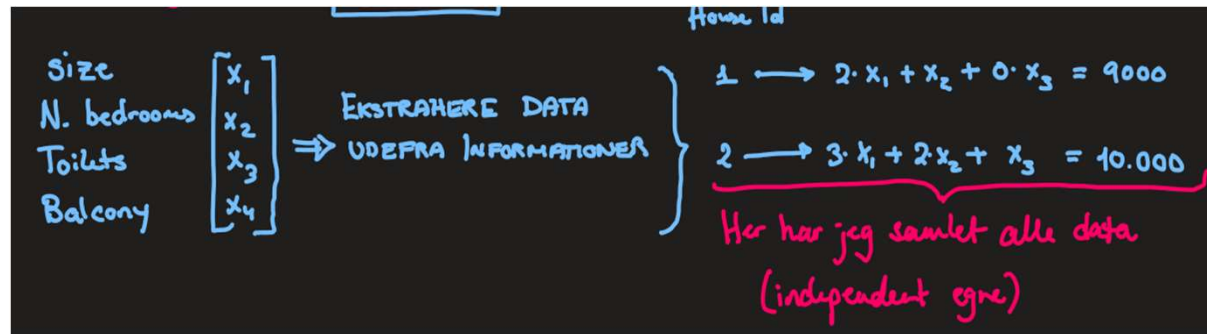 House Id
size [x₁] 1 → 2·x₁ + x₂ + 0·x₃ = 9000
N. bedrooms [x₂] ⇒ EKSTRAHERE DATA
Toilets [x₃] UDEFRA INFORMATIONER } 2 → 3·x₁ + 2·x₂ + x₃ = 10.000
Balcony [x₄]
Her har jeg samlet alle data
(independent egne)